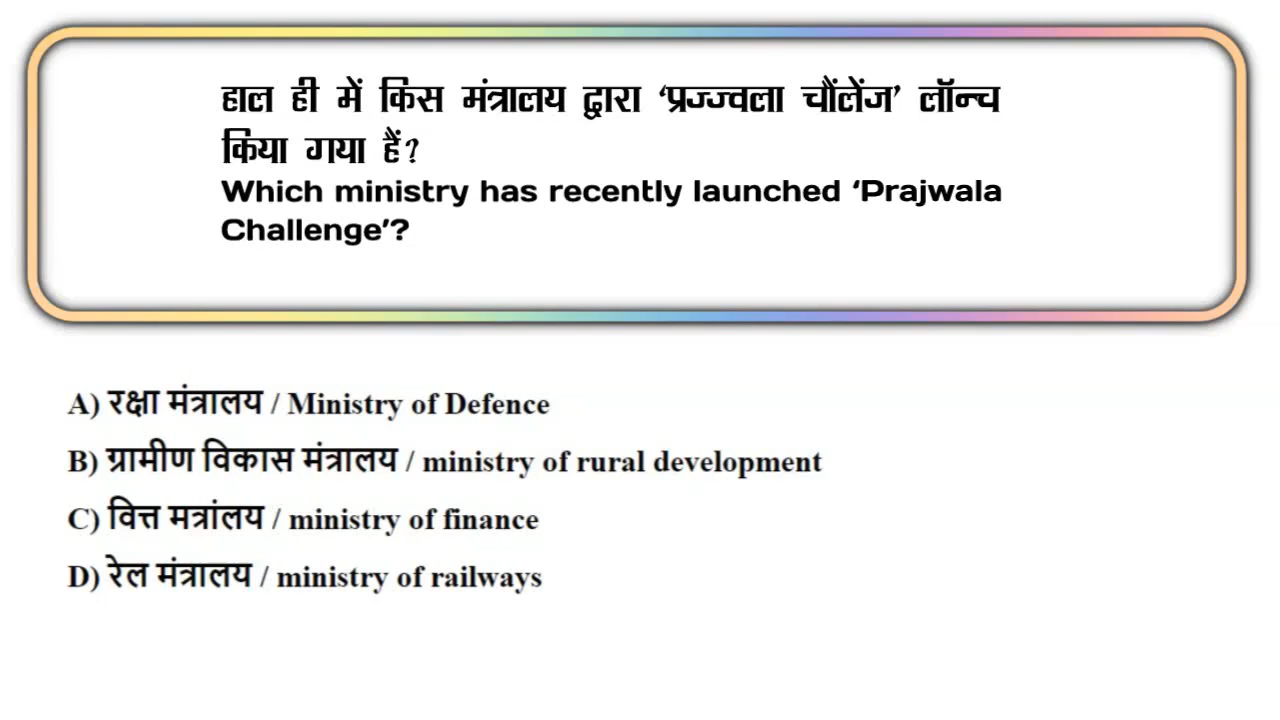 हाल ही में किस मंत्रालय द्वारा ‘प्रज्ज्वला चौंलेंज’ लॉन्च
किया गया हैं?
Which ministry has recently launched ‘Prajwala
Challenge’?
A) रक्षा मंत्रालय / Ministry of Defence
B) ग्रामीण विकास मंत्रालय / ministry of rural development
C) वित्त मत्रांलय / ministry of finance
D) रेल मंत्रालय / ministry of railways